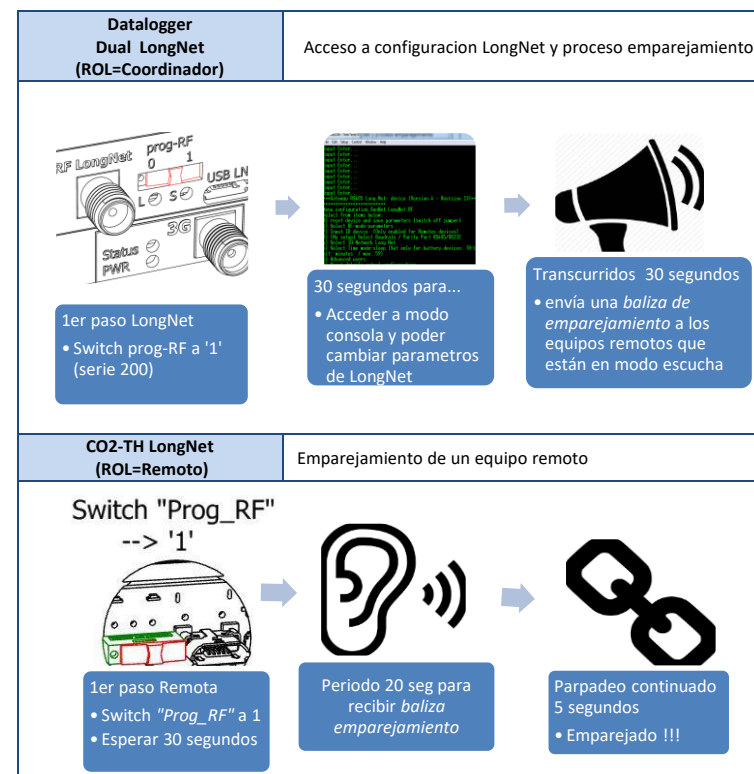 Datalogger
Dual LongNet
(ROL=Coordinador)
Acceso a configuracion LongNet y proceso emparejamiento
RF LongNet
prog-RF
0 1
USB LN
L S
3G
Status
PWR
1er paso LongNet
• Switch prog-RF a '1'
(serie 200)
30 segundos para...
• Acceder a modo
consola y poder
cambiar parametros
de LongNet
Transcurridos 30 segundos
• envía una baliza de
emparejamiento a los
equipos remotos que
están en modo escucha
CO2-TH LongNet
(ROL=Remoto)
Emparejamiento de un equipo remoto
Switch "Prog_RF"
--> '1'
1er paso Remota
• Switch "Prog_RF" a 1
• Esperar 30 segundos
Periodo 20 seg para
recibir baliza
emparejamiento
Parpadeo continuado
5 segundos
• Emparejado !!!